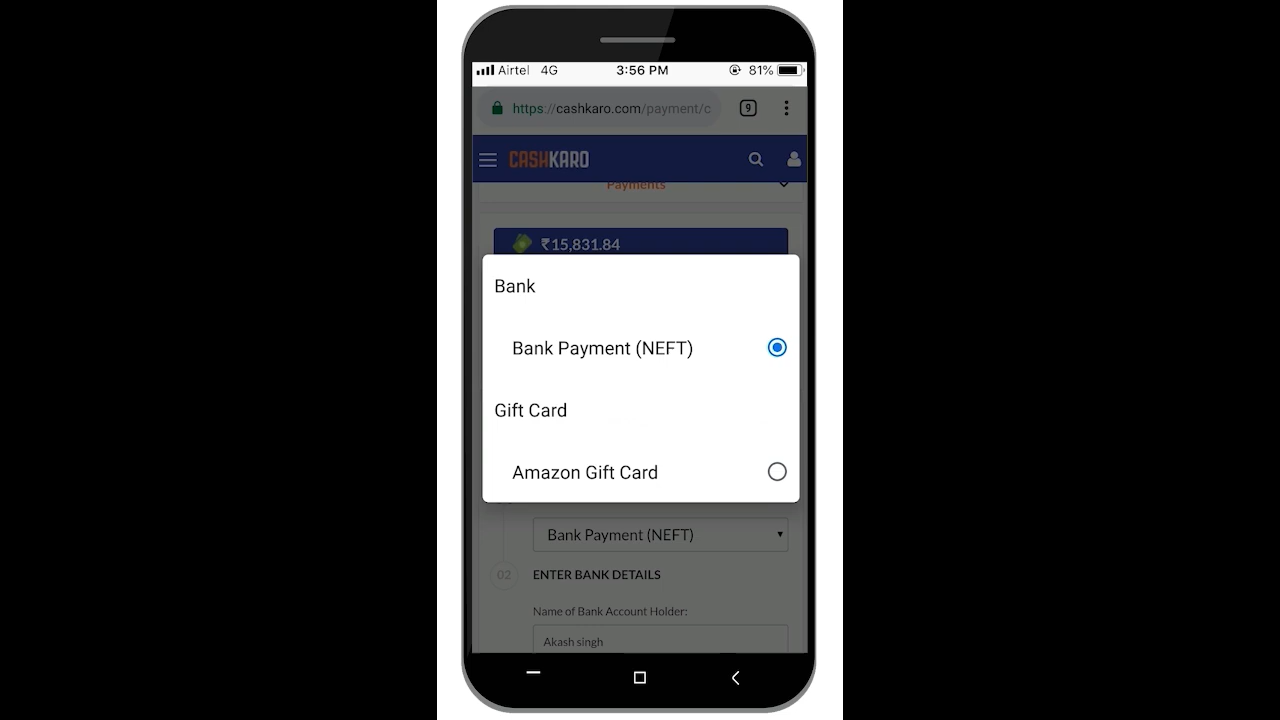 Airtel 4G 3:56 PM 81%
https://cashkaro.com/payment/c 9
CASHKARO
Payments
₹15,831.84
Bank
Bank Payment (NEFT)
Gift Card
Amazon Gift Card
Bank Payment (NEFT)
02 ENTER BANK DETAILS
Name of Bank Account Holder:
Akash singh